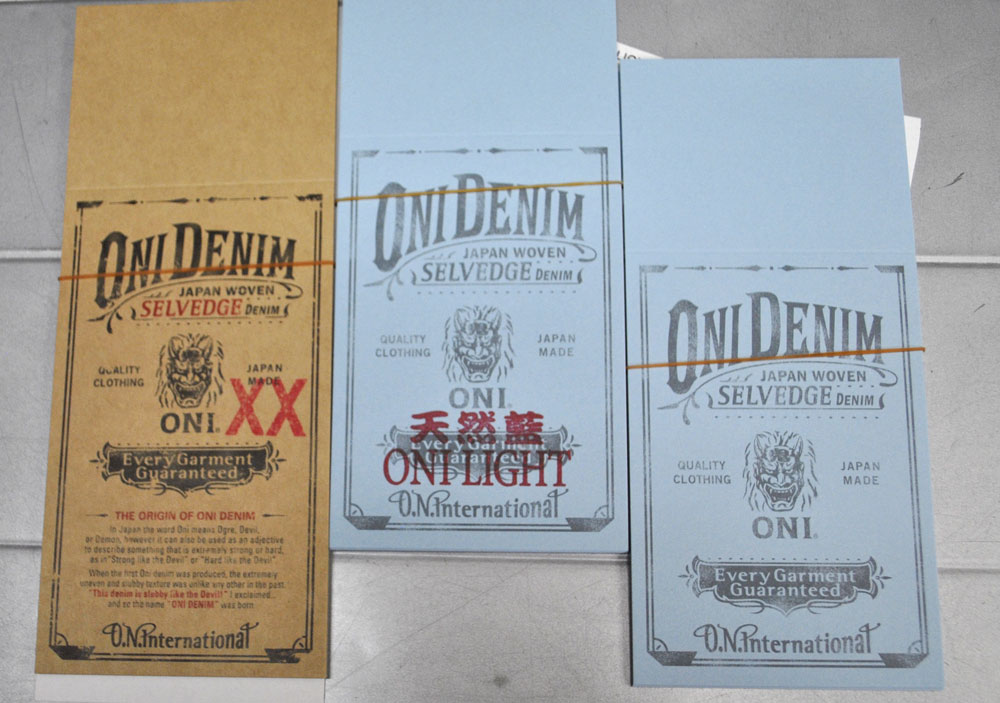 ONI DENIM
JAPAN WOVEN
SELVEDGE DENIM
QUALITY
CLOTHING
JAPAN
MADE
XX
ONI
EveryGarment
Guaranteed
THE ORIGIN OF ONI DENIM
In Japan the word Oni means Ogre, Devil,
or Demon, however it can also be used as an adjective
to describe something that is extremely strong or hard,
as in "Strong like the Devil" or "Hard like the Devil".
When the first Oni denim was produced, the extremely
uneven and slubby texture was unlike any other in the past.
"This denim is slubby like the Devil!" I exclaimed...
and so the name "ONI DENIM" was born
O.N.International
ONI DENIM
JAPAN WOVEN
SELVEDGE DENIM
QUALITY
CLOTHING
JAPAN
MADE
ONI
天然藍
EveryGarment
Guaranteed
ONI LIGHT
O.N.International
ONI DENIM
JAPAN WOVEN
SELVEDGE DENIM
QUALITY
CLOTHING
JAPAN
MADE
ONI
EveryGarment
Guaranteed
O.N.International